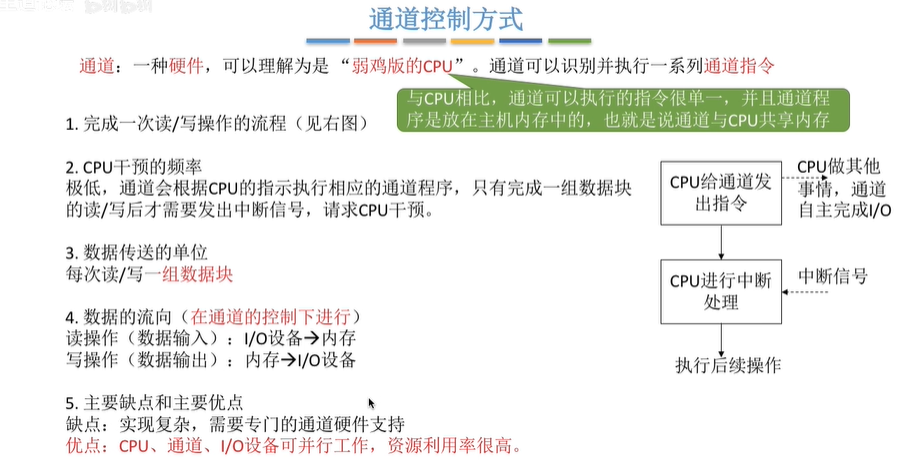 通道控制方式
通道：一种硬件，可以理解为是“弱鸡版的CPU”。通道可以识别并执行一系列通道指令
与CPU相比，通道可以执行的指令很单一，并且通道程
序是放在主机内存中的，也就是说通道与CPU共享内存
1. 完成一次读/写操作的流程（见右图）
2. CPU干预的频率
极低，通道会根据CPU的指示执行相应的通道程序，只有完成一组数据块
的读/写后才需要发出中断信号，请求CPU干预。
3. 数据传送的单位
每次读/写一组数据块
4. 数据的流向（在通道的控制下进行）
读操作（数据输入）：I/O设备→内存
写操作（数据输出）：内存→I/O设备
5. 主要缺点和主要优点
缺点：实现复杂，需要专门的通道硬件支持
优点：CPU、通道、I/O设备可并行工作，资源利用率很高。
CPU给通道发
出指令
CPU做其他
事情，通道
自主完成I/O
CPU进行中断
处理
中断信号
执行后续操作